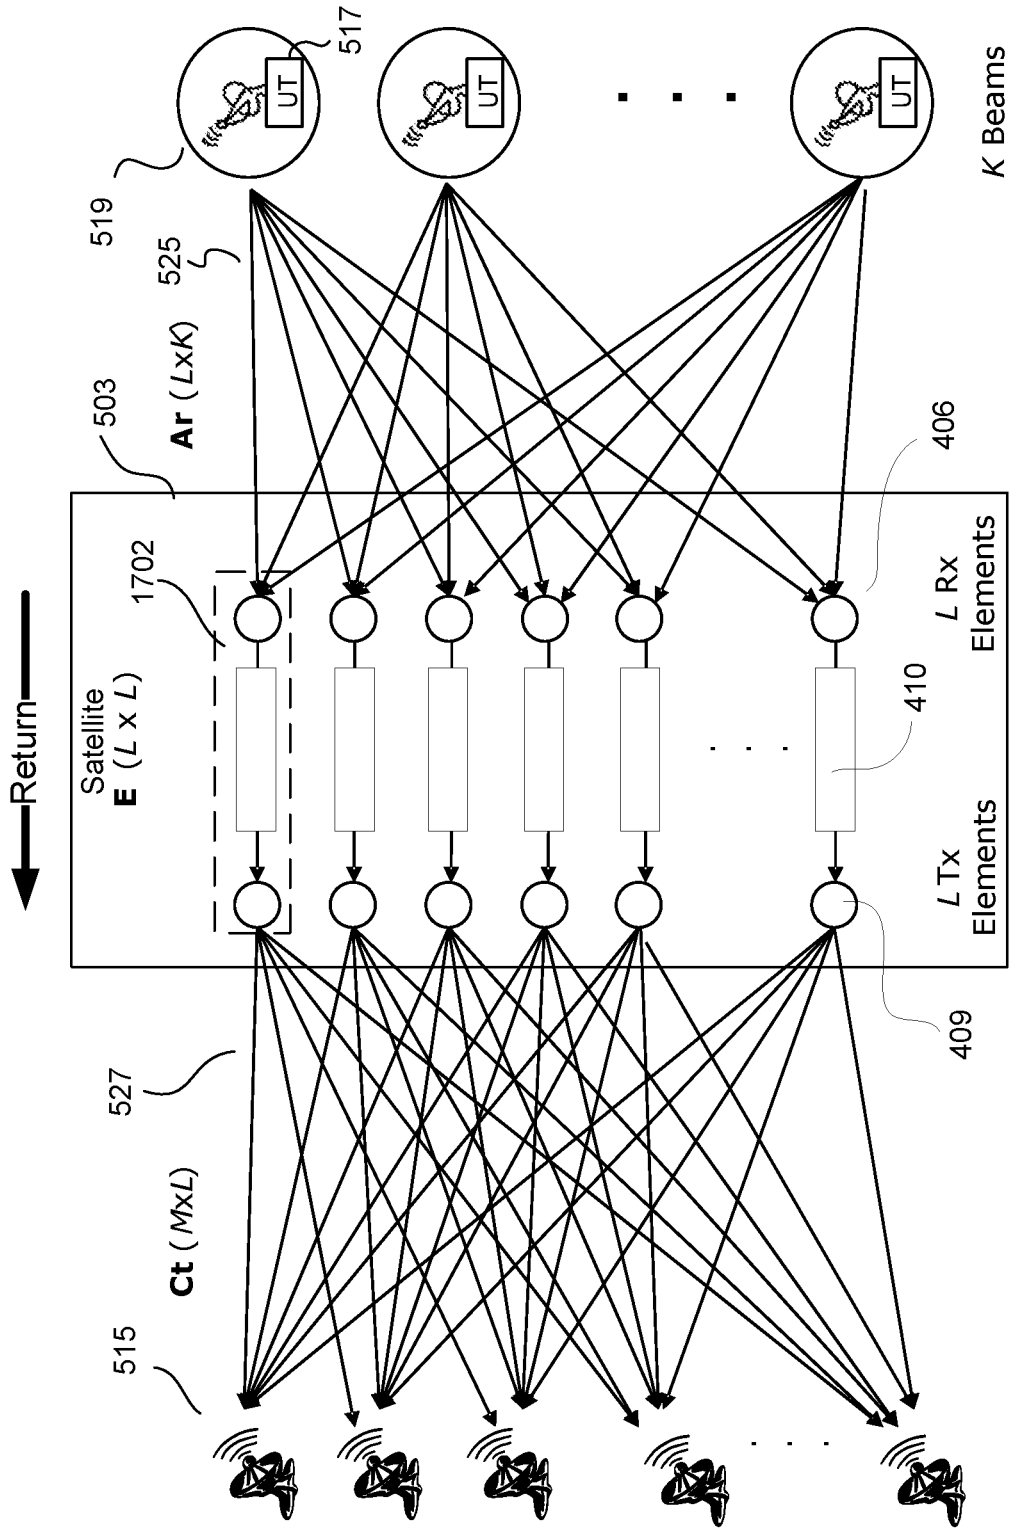 Return
515
Ct (MxL)
527
Satellite
E (L x L)
1702
503
Ar (LxK)
525
519
517
UT
UT
UT
K Beams
406
L Rx
Elements
410
L Tx
Elements
409